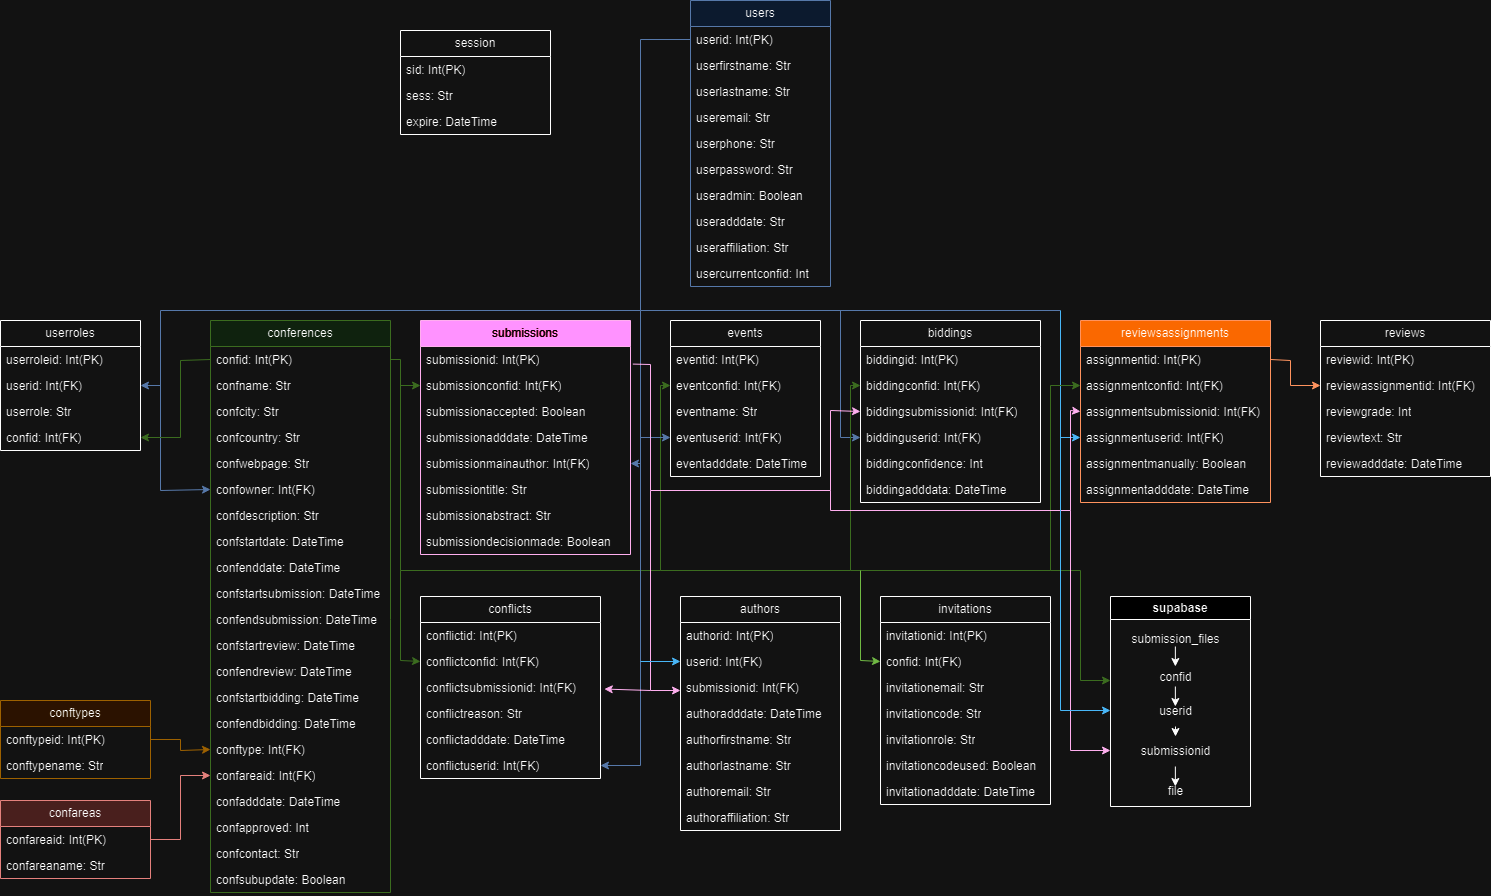 users
userid: Int(PK)
userfirstname: Str
userlastname: Str
useremail: Str
userphone: Str
userpassword: Str
useradmin: Boolean
useradddate: Str
useraffiliation: Str
usercurrentconfid: Int
session
sid: Int(PK)
sess: Str
expire: DateTime
userroles
userroleid: Int(PK)
userid: Int(FK)
userrole: Str
confid: Int(FK)
conferences
confid: Int(PK)
confname: Str
confcity: Str
confcountry: Str
confwebpage: Str
confowner: Int(FK)
confdescription: Str
confstartdate: DateTime
confenddate: DateTime
confstartsubmission: DateTime
confendsubmission: DateTime
confstartreview: DateTime
confendreview: DateTime
confstartbidding: DateTime
confendbidding: DateTime
conftype: Int(FK)
confareaid: Int(FK)
confadddate: DateTime
confapproved: Int
confcontact: Str
confsubupdate: Boolean
submissions
submissionid: Int(PK)
submissionconfid: Int(FK)
submissionaccepted: Boolean
submissionadddate: DateTime
submissionmainauthor: Int(FK)
submissiontitle: Str
submissionabstract: Str
submissiondecisionmade: Boolean
events
eventid: Int(PK)
eventconfid: Int(FK)
eventname: Str
eventuserid: Int(FK)
eventadddate: DateTime
biddings
biddingid: Int(PK)
biddingconfid: Int(FK)
biddingsubmissionid: Int(FK)
biddinguserid: Int(FK)
biddingconfidence: Int
biddingadddata: DateTime
reviewsassignments
assignmentid: Int(PK)
assignmentconfid: Int(FK)
assignmentsubmissionid: Int(FK)
assignmentuserid: Int(FK)
assignmentmanually: Boolean
assignmentadddate: DateTime
reviews
reviewid: Int(PK)
reviewassignmentid: Int(FK)
reviewgrade: Int
reviewtext: Str
reviewadddate: DateTime
conftypes
conftypeid: Int(PK)
conftypename: Str
confareas
confareaid: Int(PK)
confareaname: Str
conflicts
conflictid: Int(PK)
conflictconfid: Int(FK)
conflictsubmissionid: Int(FK)
conflictreason: Str
conflictadddate: DateTime
conflictuserid: Int(FK)
authors
authorid: Int(PK)
userid: Int(FK)
submissionid: Int(FK)
authoradddate: DateTime
authorfirstname: Str
authorlastname: Str
authoremail: Str
authoraffiliation: Str
invitations
invitationid: Int(PK)
confid: Int(FK)
invitationemail: Str
invitationcode: Str
invitationrole: Str
invitationcodeused: Boolean
invitationadddate: DateTime
supabase
submission_files
confid
userid
submissionid
file